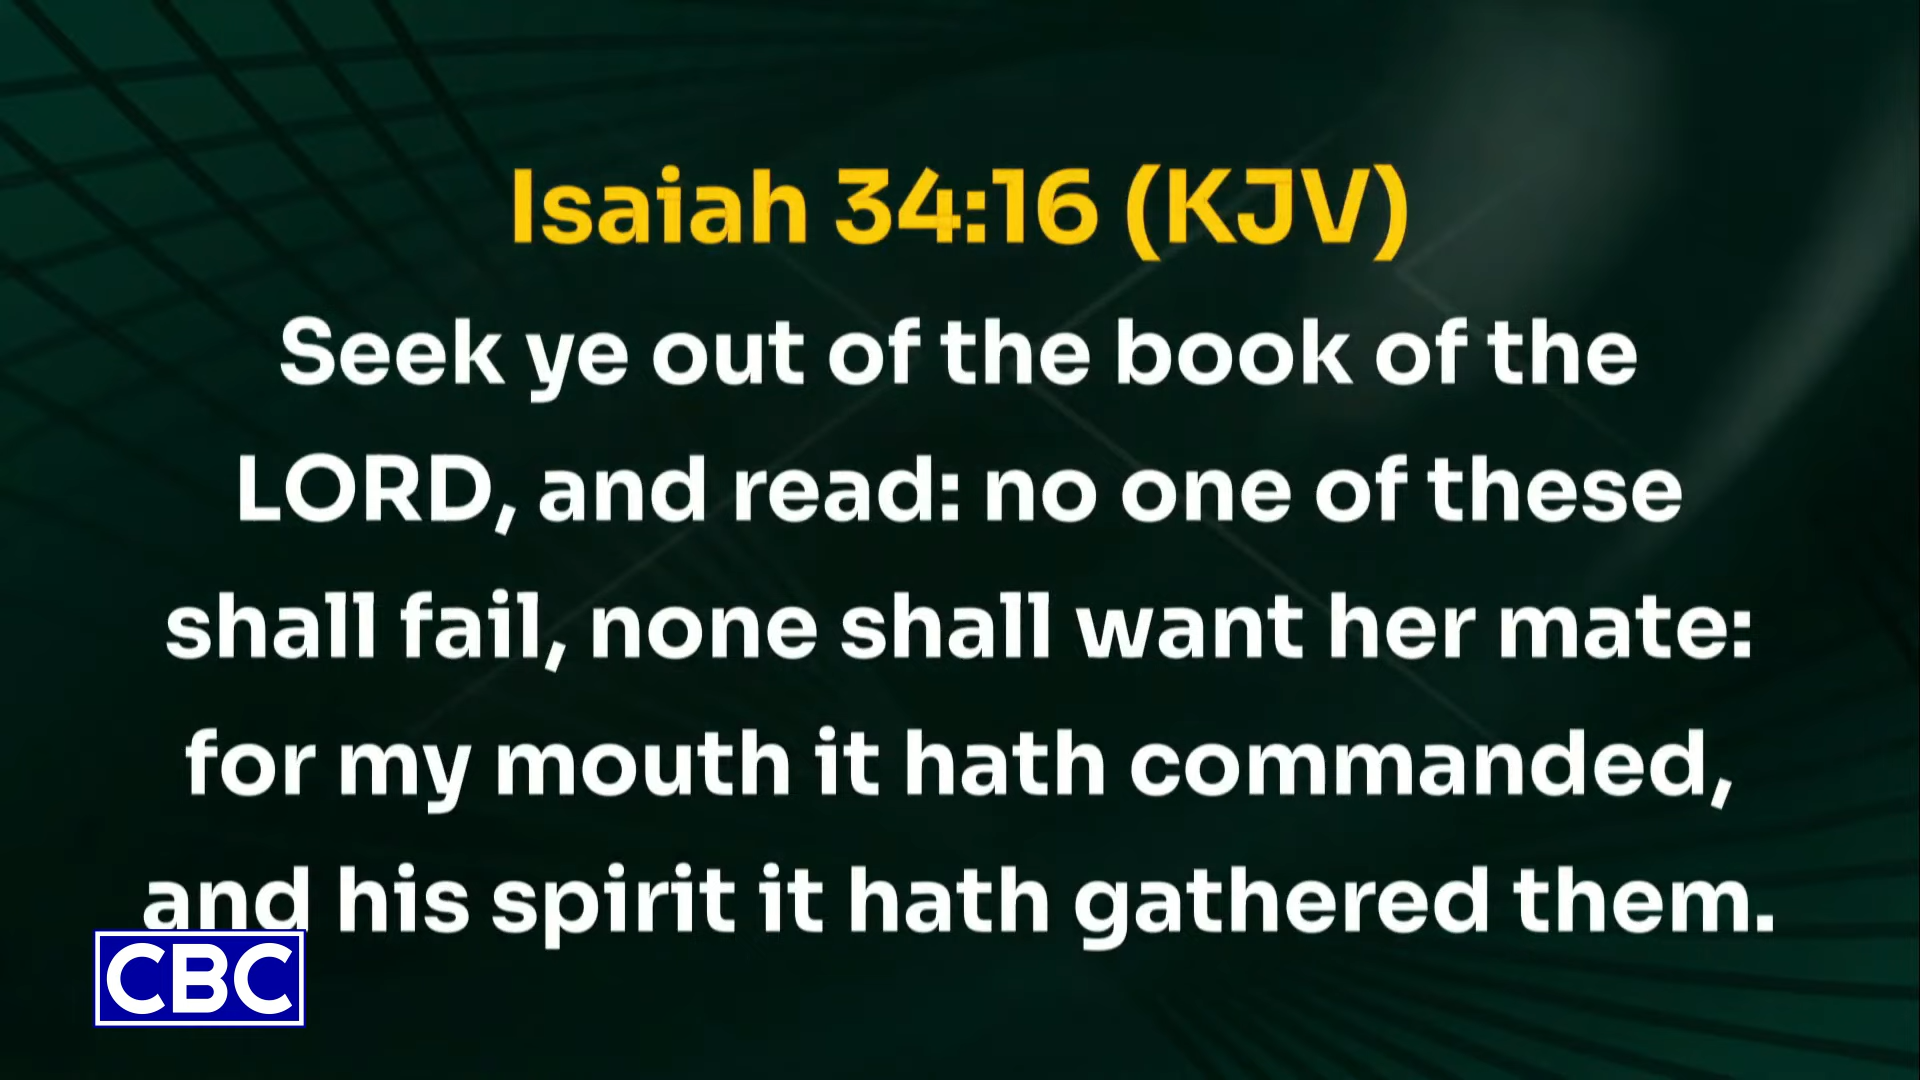 Isaiah 34:16 (KJV)
Seek ye out of the book of the
LORD, and read: no one of these
shall fail, none shall want her mate:
for my mouth it hath commanded,
and his spirit it hath gathered them.
CBC